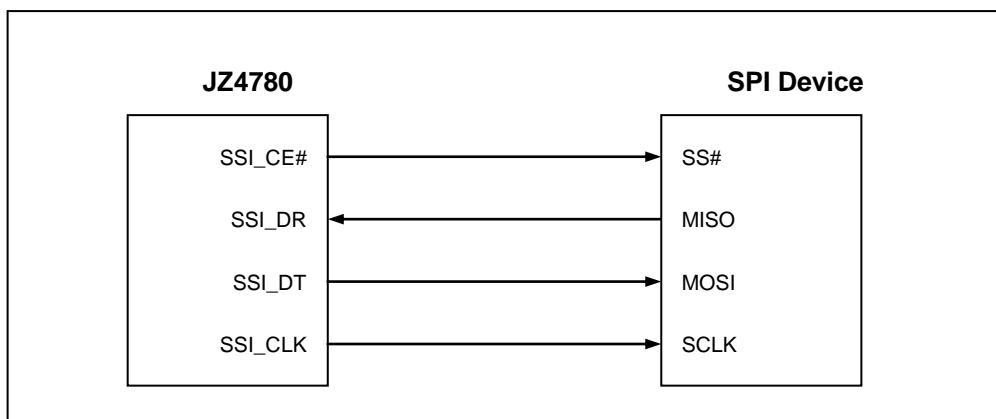 JZ4780 SPI Device
SSI_CE# SS#
SSI_DR MISO
SSI_DT MOSI
SSI_CLK SCLK